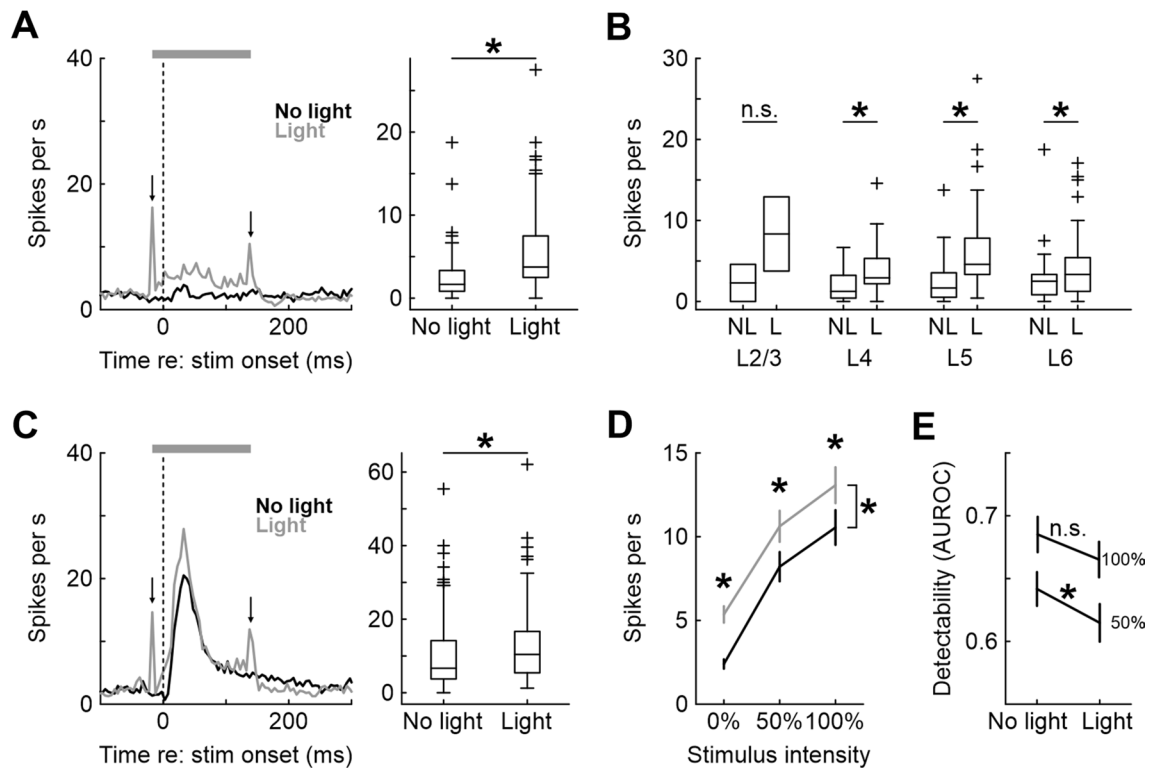 A
40
20
0
Spikes per s
No light
Light
0 200
Time re: stim onset (ms)
*
20
10
0
No light Light
B
30
20
10
0
Spikes per s
n.s. * * *
NL L NL L NL L NL L
L2/3 L4 L5 L6
C
40
20
0
Spikes per s
No light
Light
0 200
Time re: stim onset (ms)
*
60
40
20
0
No light Light
D
15
10
5
0
Spikes per s
* * * *
0% 50% 100%
Stimulus intensity
E
0.7
0.6
Detectability (AUROC)
n.s.
100%
*
50%
No light Light